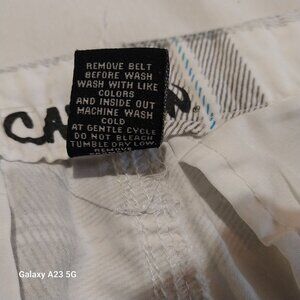 REMOVE BELT
BEFORE WASH
WASH WITH LIKE
COLORS
AND INSIDE OUT
MACHINE WASH
COLD
AT GENTLE CYCLE
DO NOT BLEACH
TUMBLE DRY LOW.
REMOVE
Galaxy A23 5G